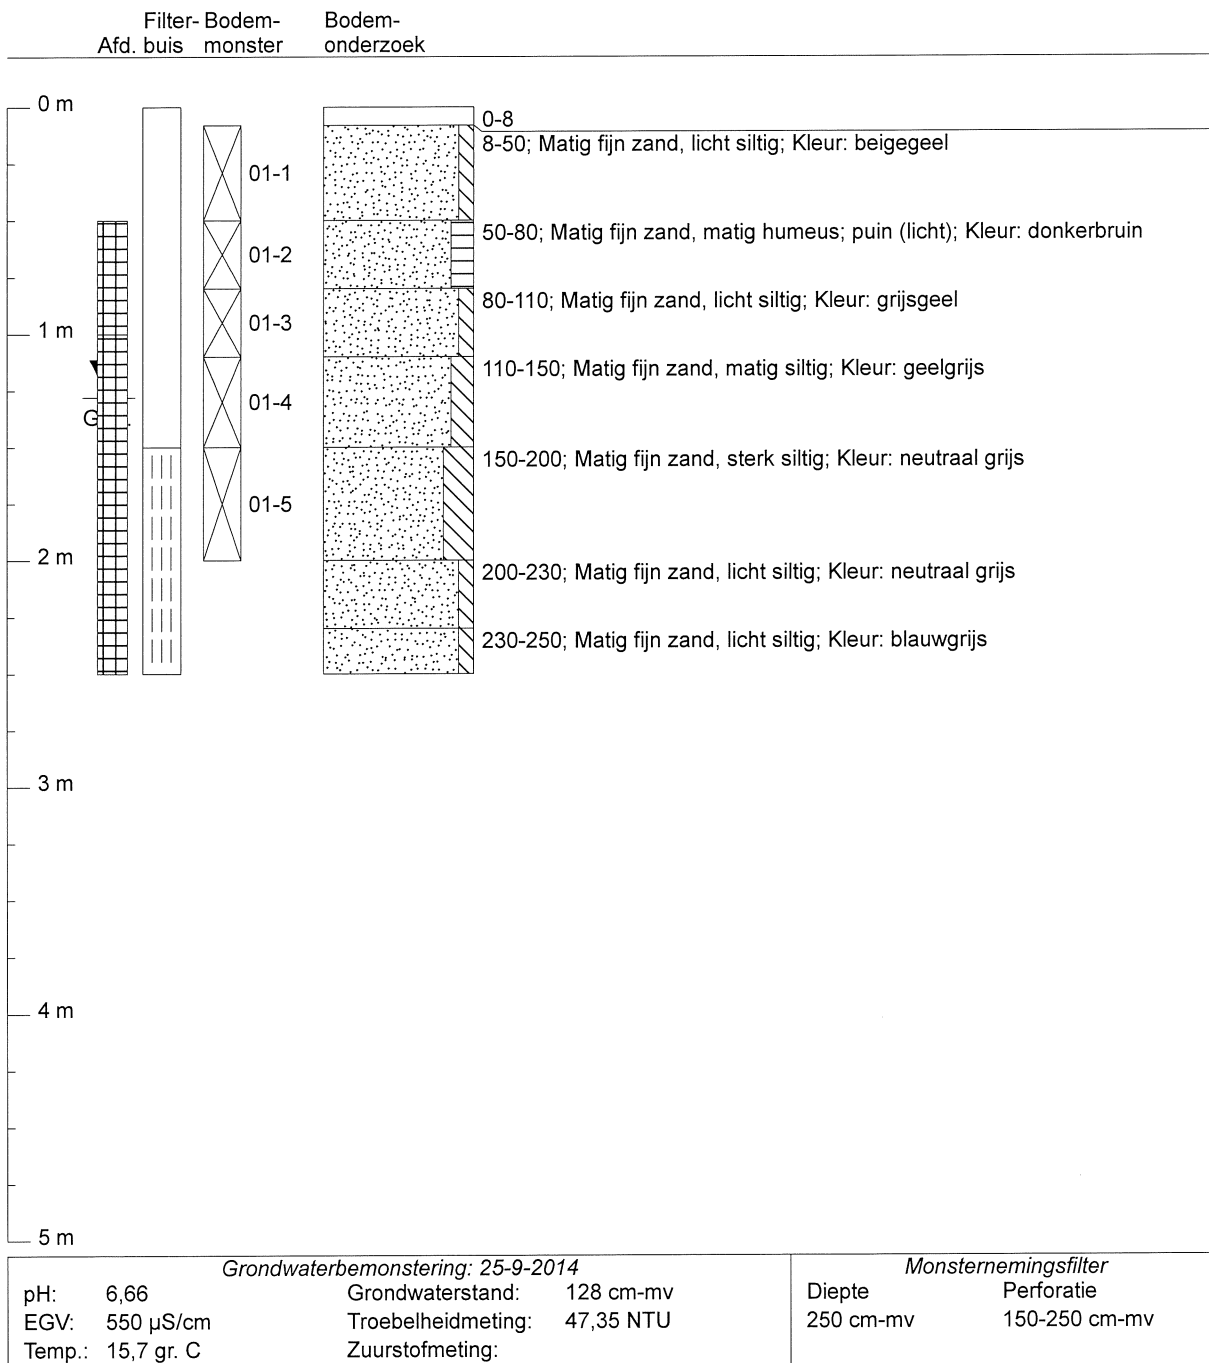 Filter- Bodem- Bodem-
Afd. buis monster onderzoek
0 m
0-8
8-50; Matig fijn zand, licht siltig; Kleur: beigegeel
01-1
50-80; Matig fijn zand, matig humeus; puin (licht); Kleur: donkerbruin
01-2
80-110; Matig fijn zand, licht siltig; Kleur: grijsgeel
01-3
1 m
110-150; Matig fijn zand, matig siltig; Kleur: geelgrijs
01-4
150-200; Matig fijn zand, sterk siltig; Kleur: neutraal grijs
01-5
2 m
200-230; Matig fijn zand, licht siltig; Kleur: neutraal grijs
230-250; Matig fijn zand, licht siltig; Kleur: blauwgrijs
3 m
4 m
5 m
Grondwaterbemonstering: 25-9-2014
pH: 6,66 Grondwaterstand: 128 cm-mv
EGV: 550 µS/cm Troebelheidmeting: 47,35 NTU
Temp.: 15,7 gr. C Zuurstofmeting:
Monsternemingsfilter
Diepte Perforatie
250 cm-mv 150-250 cm-mv